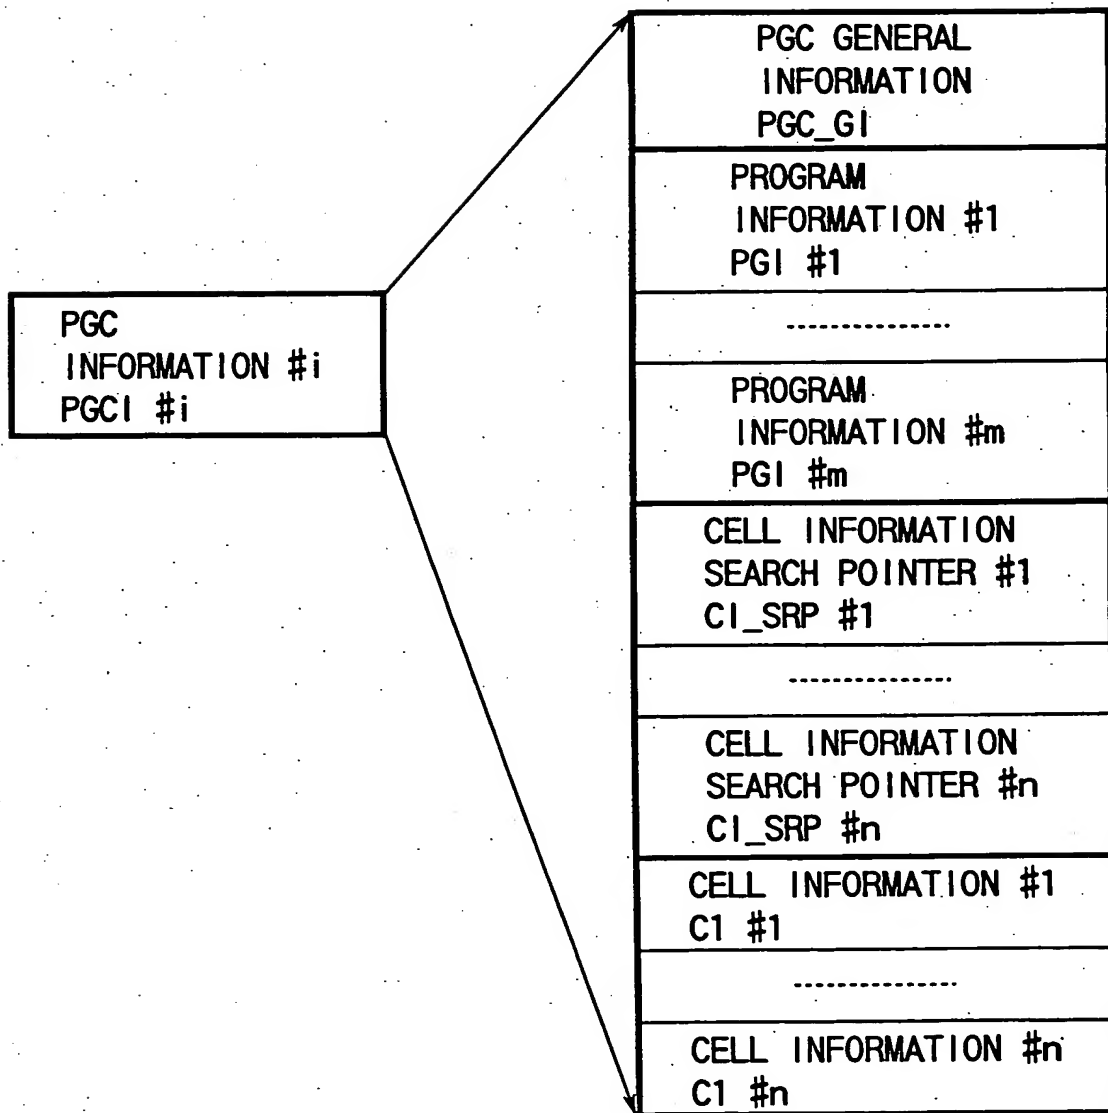 PGC
INFORMATION #i
PGCI #i
PGC GENERAL
INFORMATION
PGC_GI
PROGRAM
INFORMATION #1
PGI #1
---------------
PROGRAM
INFORMATION #m
PGI #m
CELL INFORMATION
SEARCH POINTER #1
CI_SRP #1
---------------
CELL INFORMATION
SEARCH POINTER #n
CI_SRP #n
CELL INFORMATION #1
C1 #1
---------------
CELL INFORMATION #n
C1 #n